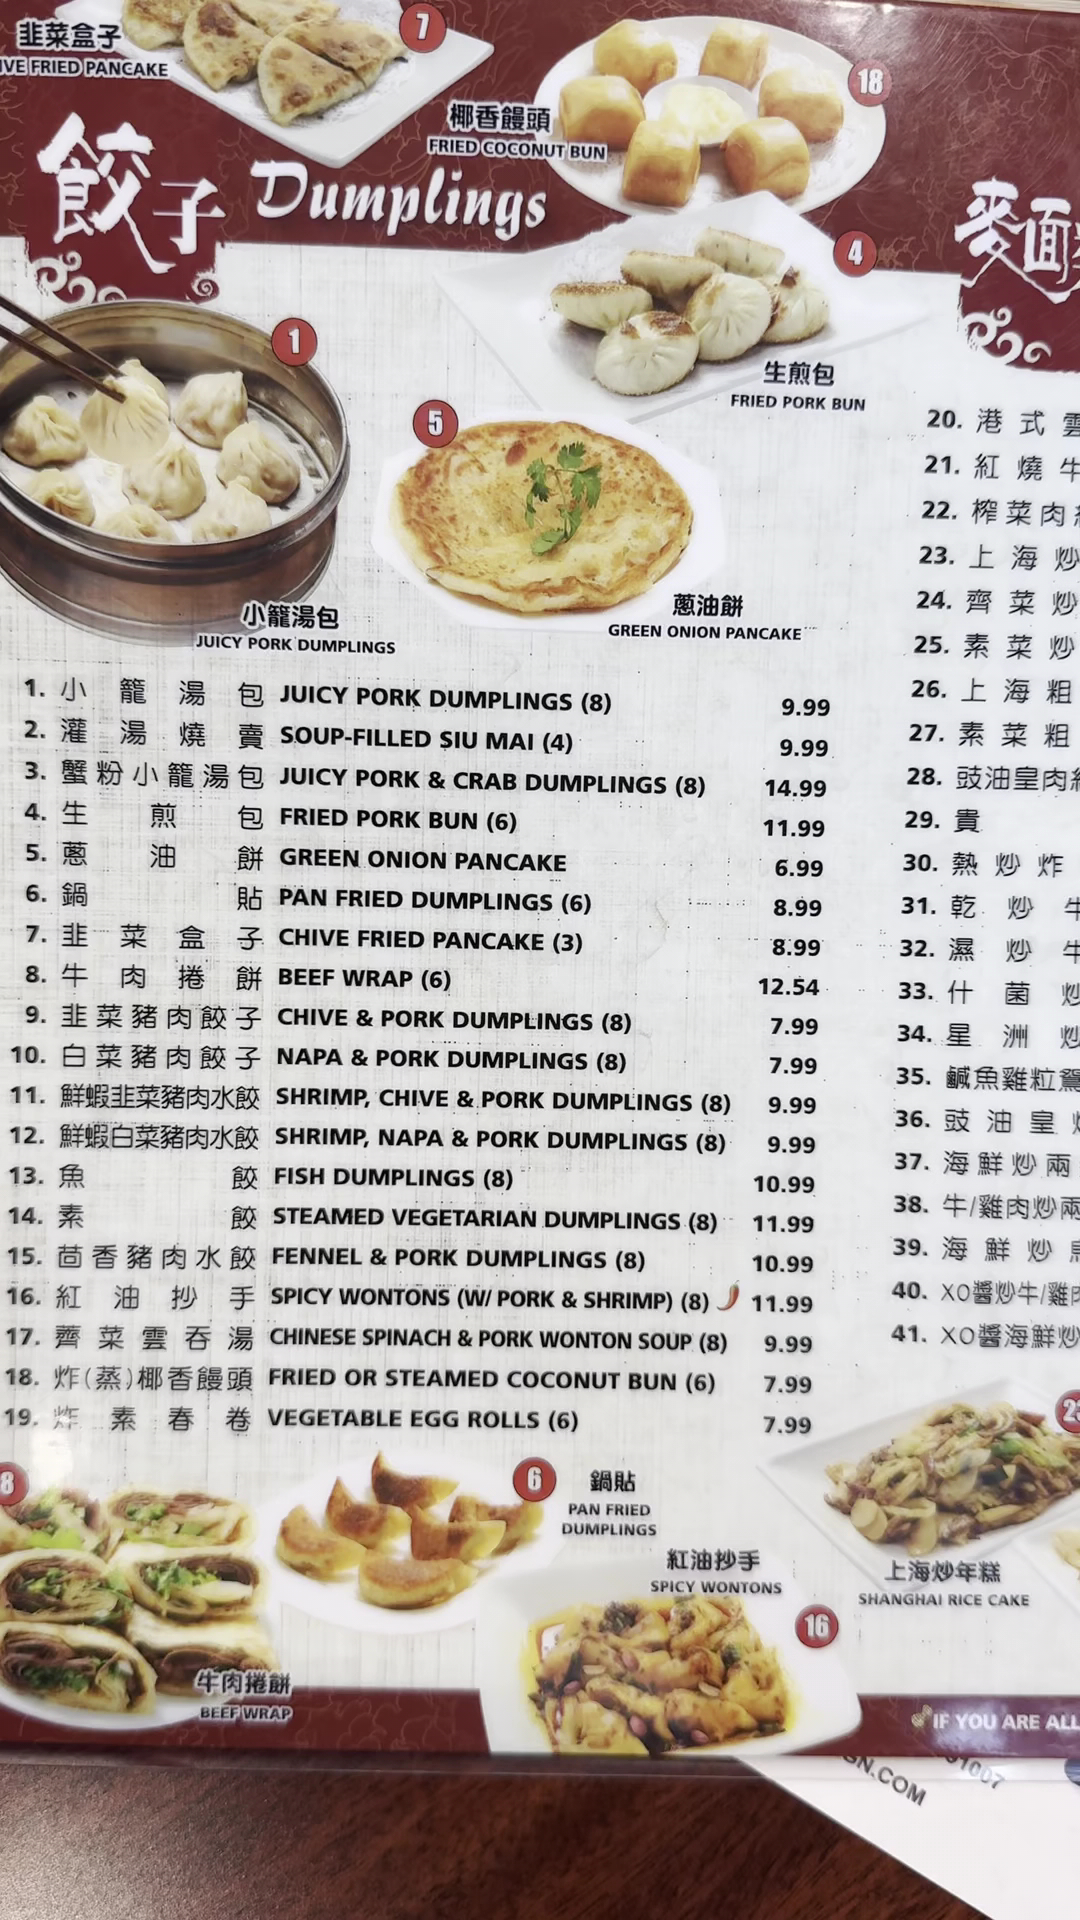 韭菜盒子
IVE FRIED PANCAKE
7
椰香饅頭
FRIED COCONUT BUN
18
餃子 Dumplings
麥面
4
生煎包
FRIED PORK BUN
1
小籠湯包
JUICY PORK DUMPLINGS
5
蔥油餅
GREEN ONION PANCAKE
1. 小籠湯包 JUICY PORK DUMPLINGS (8) 9.99
2. 灌湯燒賣 SOUP-FILLED SIU MAI (4) 9.99
3. 蟹粉小籠湯包 JUICY PORK & CRAB DUMPLINGS (8) 14.99
4. 生煎包 FRIED PORK BUN (6) 11.99
5. 蔥油餅 GREEN ONION PANCAKE 6.99
6. 鍋貼 PAN FRIED DUMPLINGS (6) 8.99
7. 韭菜盒子 CHIVE FRIED PANCAKE (3) 8.99
8. 牛肉捲餅 BEEF WRAP (6) 12.54
9. 韭菜豬肉餃子 CHIVE & PORK DUMPLINGS (8) 7.99
10. 白菜豬肉餃子 NAPA & PORK DUMPLINGS (8) 7.99
11. 鮮蝦韭菜豬肉水餃 SHRIMP, CHIVE & PORK DUMPLINGS (8) 9.99
12. 鮮蝦白菜豬肉水餃 SHRIMP, NAPA & PORK DUMPLINGS (8) 9.99
13. 魚餃 FISH DUMPLINGS (8) 10.99
14. 素餃 STEAMED VEGETARIAN DUMPLINGS (8) 11.99
15. 茴香豬肉水餃 FENNEL & PORK DUMPLINGS (8) 10.99
16. 紅油抄手 SPICY WONTONS (W/ PORK & SHRIMP) (8) 11.99
17. 薺菜雲吞湯 CHINESE SPINACH & PORK WONTON SOUP (8) 9.99
18. 炸(蒸)椰香饅頭 FRIED OR STEAMED COCONUT BUN (6) 7.99
19. 炸素春卷 VEGETABLE EGG ROLLS (6) 7.99
20. 港式雲
21. 紅燒牛
22. 榨菜肉
23. 上海炒
24. 齊菜炒
25. 素菜炒
26. 上海粗
27. 素菜粗
28. 豉油皇肉
29. 貴
30. 熱炒炸
31. 乾炒牛
32. 濕炒牛
33. 什菌炒
34. 星洲炒
35. 鹹魚雞粒
36. 豉油皇
37. 海鮮炒兩
38. 牛/雞肉炒兩
39. 海鮮炒
40. XO醬炒牛/雞
41. XO醬海鮮炒
8
牛肉捲餅
BEEF WRAP
6
鍋貼
PAN FRIED
DUMPLINGS
紅油抄手
SPICY WONTONS
16
23
上海炒年糕
SHANGHAI RICE CAKE
IF YOU ARE ALL
GN.COM
91007